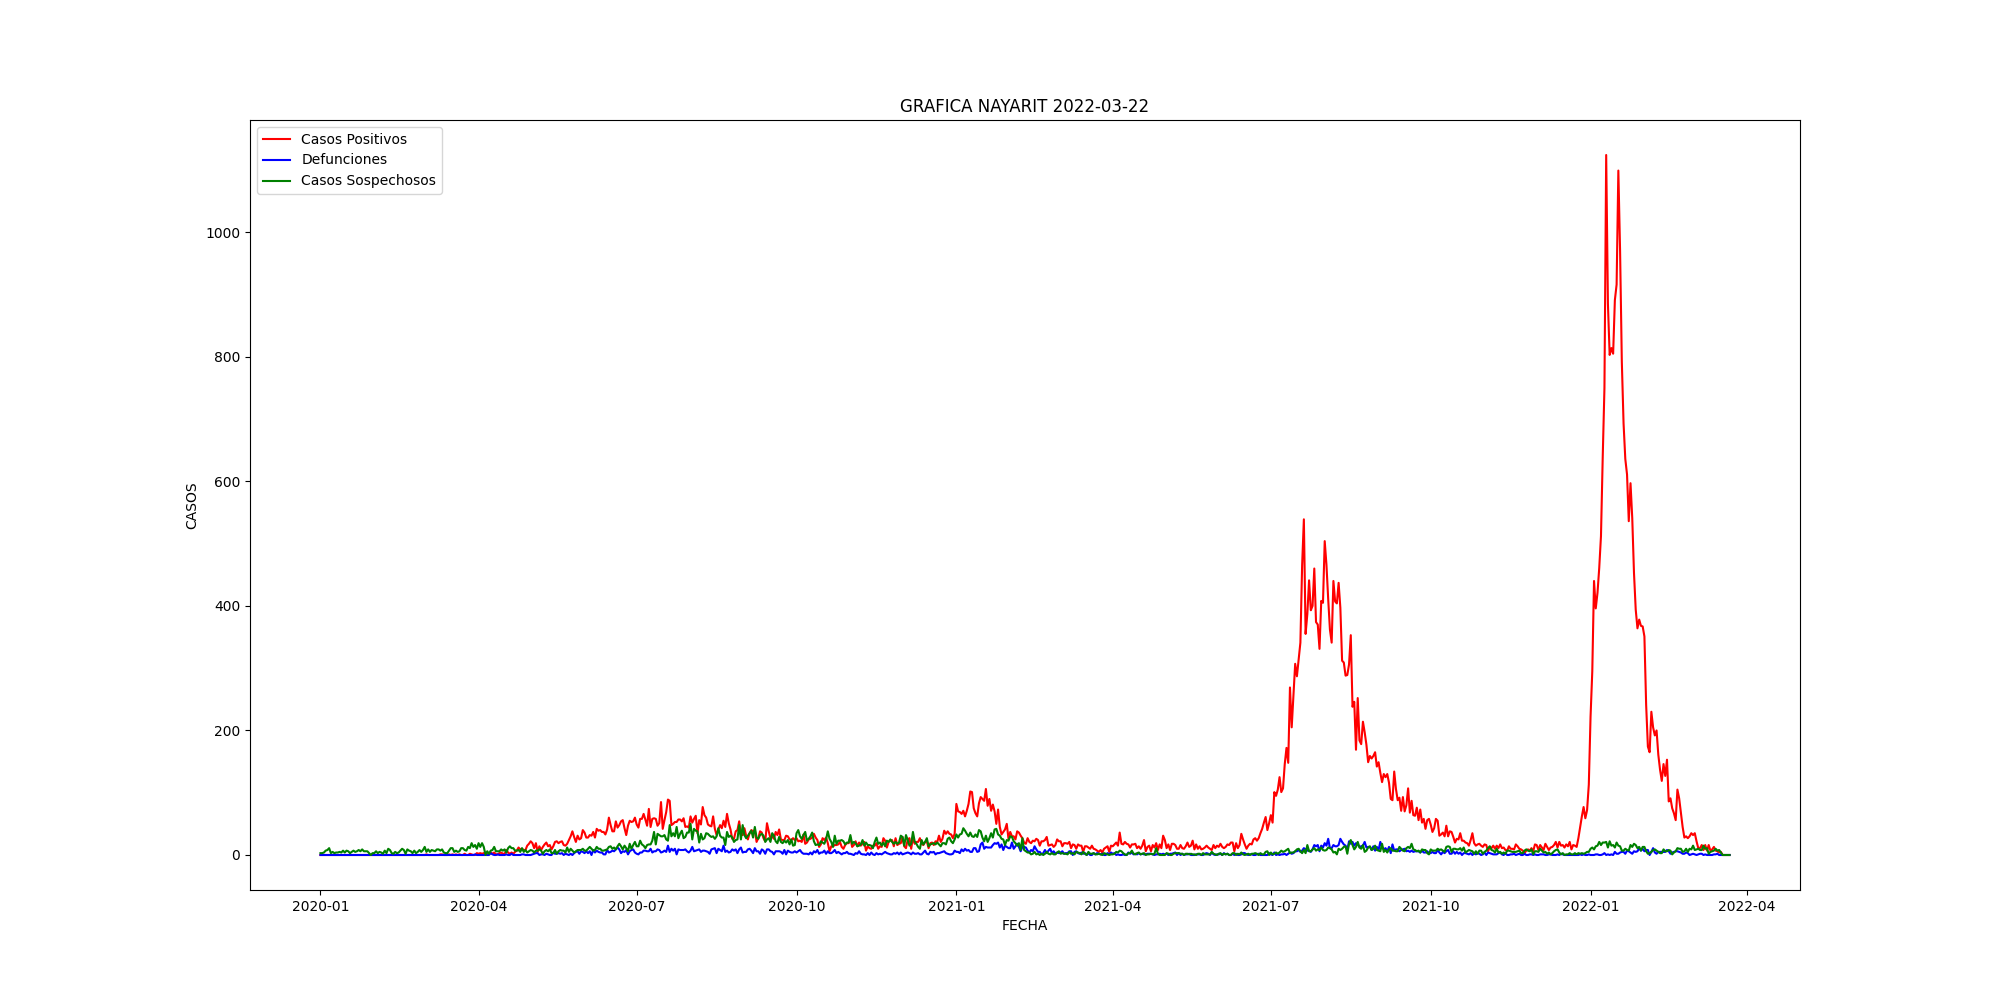 GRAFICA NAYARIT 2022-03-22
Casos Positivos
Defunciones
Casos Sospechosos
1000
800
600
400
200
0
CASOS
2020-01 2020-04 2020-07 2020-10 2021-01 2021-04 2021-07 2021-10 2022-01 2022-04
FECHA